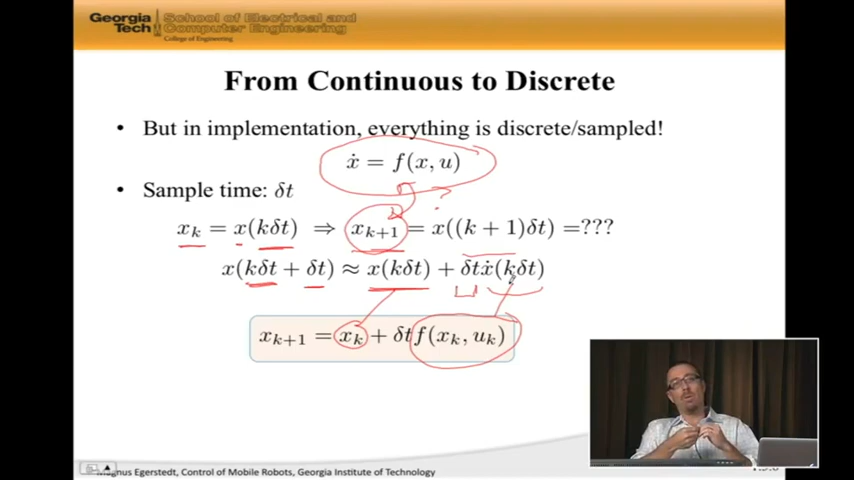 Georgia Tech
School of Electrical and
Computer Engineering
College of Engineering
From Continuous to Discrete
• But in implementation, everything is discrete/sampled!
ẋ = f(x, u)
• Sample time: δt
?
x_k = x(kδt) ⇒ x_{k+1} = x((k + 1)δt) =???
x(kδt + δt) ≈ x(kδt) + δtẋ(kδt)
x_{k+1} = x_k + δtf(x_k, u_k)
Magnus Egerstedt, Control of Mobile Robots, Georgia Institute of Technology